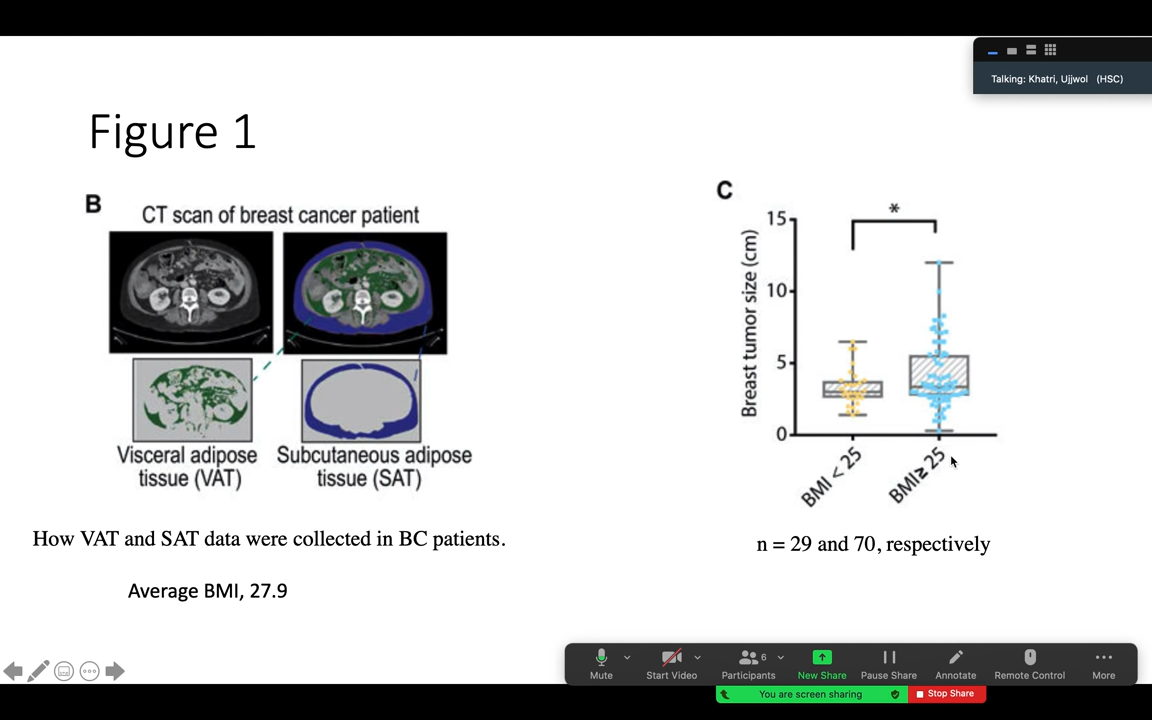 Talking: Khatri, Ujjwol (HSC)
Figure 1
B
CT scan of breast cancer patient
Visceral adipose
tissue (VAT)
Subcutaneous adipose
tissue (SAT)
How VAT and SAT data were collected in BC patients.
Average BMI, 27.9
C
*
Breast tumor size (cm)
15
10
5
0
BMI < 25
BMI≥ 25
n = 29 and 70, respectively
Mute
Start Video
6
Participants
New Share
Pause Share
Annotate
Remote Control
More
You are screen sharing
Stop Share